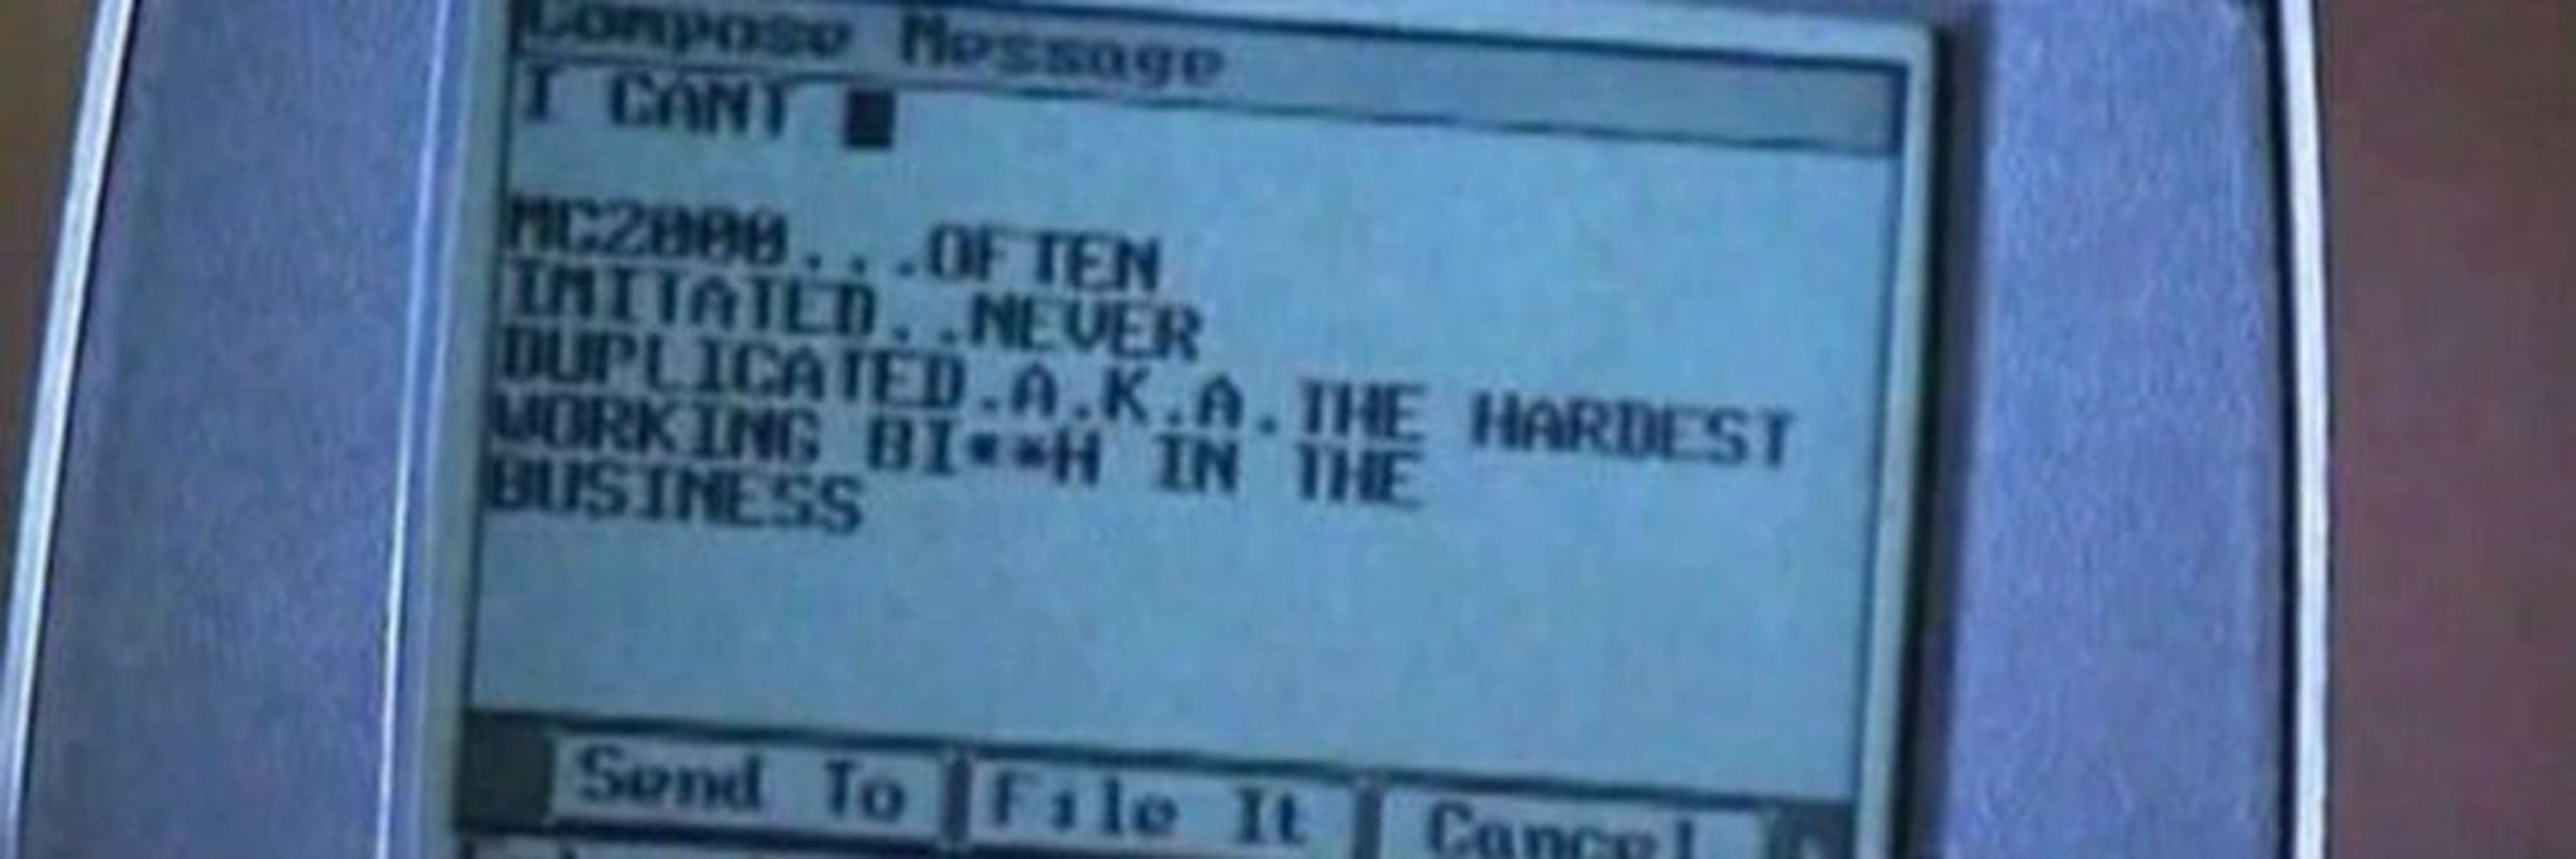 Compose Message
I CANT
MC2000...OFTEN
IMITATED..NEVER
DUPLICATED.A.K.A.THE HARDEST
WORKING BI**H IN THE
BUSINESS
Send To File It Cancel